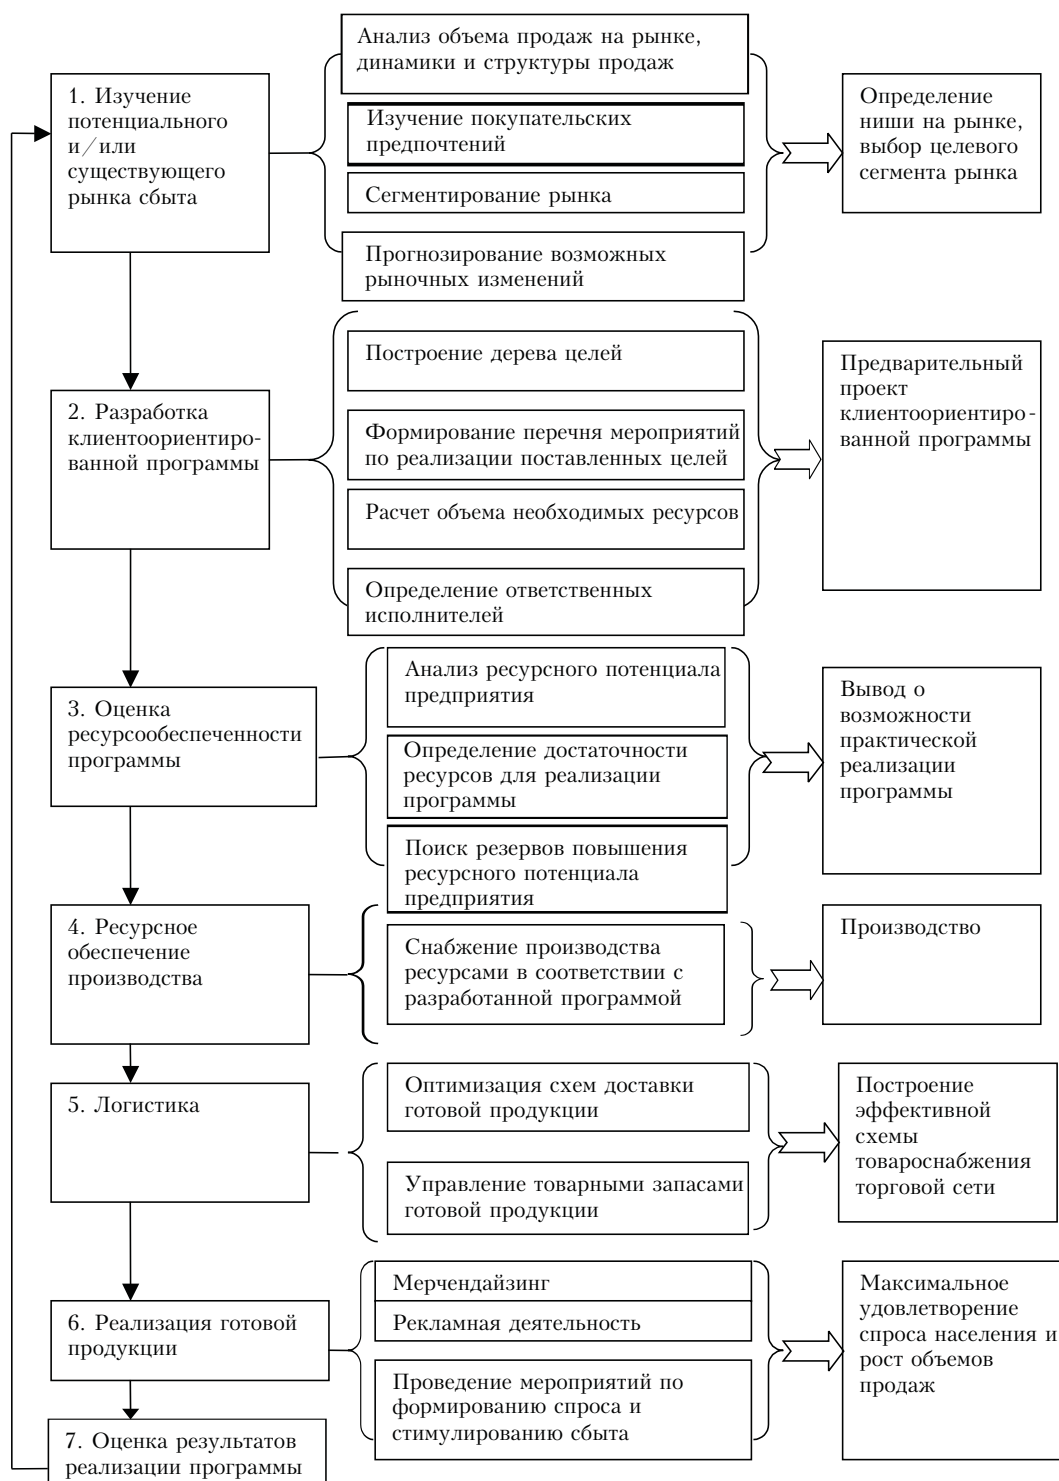 Анализ объема продаж на рынке,
динамики и структуры продаж
1. Изучение
потенциального
и/или
существующего
рынка сбыта
Изучение покупательских
предпочтений
Сегментирование рынка
Прогнозирование возможных
рыночных изменений
Определение
ниши на рынке,
выбор целевого
сегмента рынка
2. Разработка
клиентоориентиро-
ванной программы
Построение дерева целей
Формирование перечня мероприятий
по реализации поставленных целей
Расчет объема необходимых ресурсов
Определение ответственных
исполнителей
Предварительный
проект
клиентоориентиро-
ванной программы
3. Оценка
ресурсообеспеченности
программы
Анализ ресурсного потенциала
предприятия
Определение достаточности
ресурсов для реализации
программы
Поиск резервов повышения
ресурсного потенциала
предприятия
Вывод о
возможности
практической
реализации
программы
4. Ресурсное
обеспечение
производства
Снабжение производства
ресурсами в соответствии с
разработанной программой
Производство
5. Логистика
Оптимизация схем доставки
готовой продукции
Управление товарными запасами
готовой продукции
Построение
эффективной
схемы
товароснабжения
торговой сети
6. Реализация готовой
продукции
Мерчендайзинг
Рекламная деятельность
Проведение мероприятий по
формированию спроса и
стимулированию сбыта
Максимальное
удовлетворение
спроса населения и
рост объемов
продаж
7. Оценка результатов
реализации программы